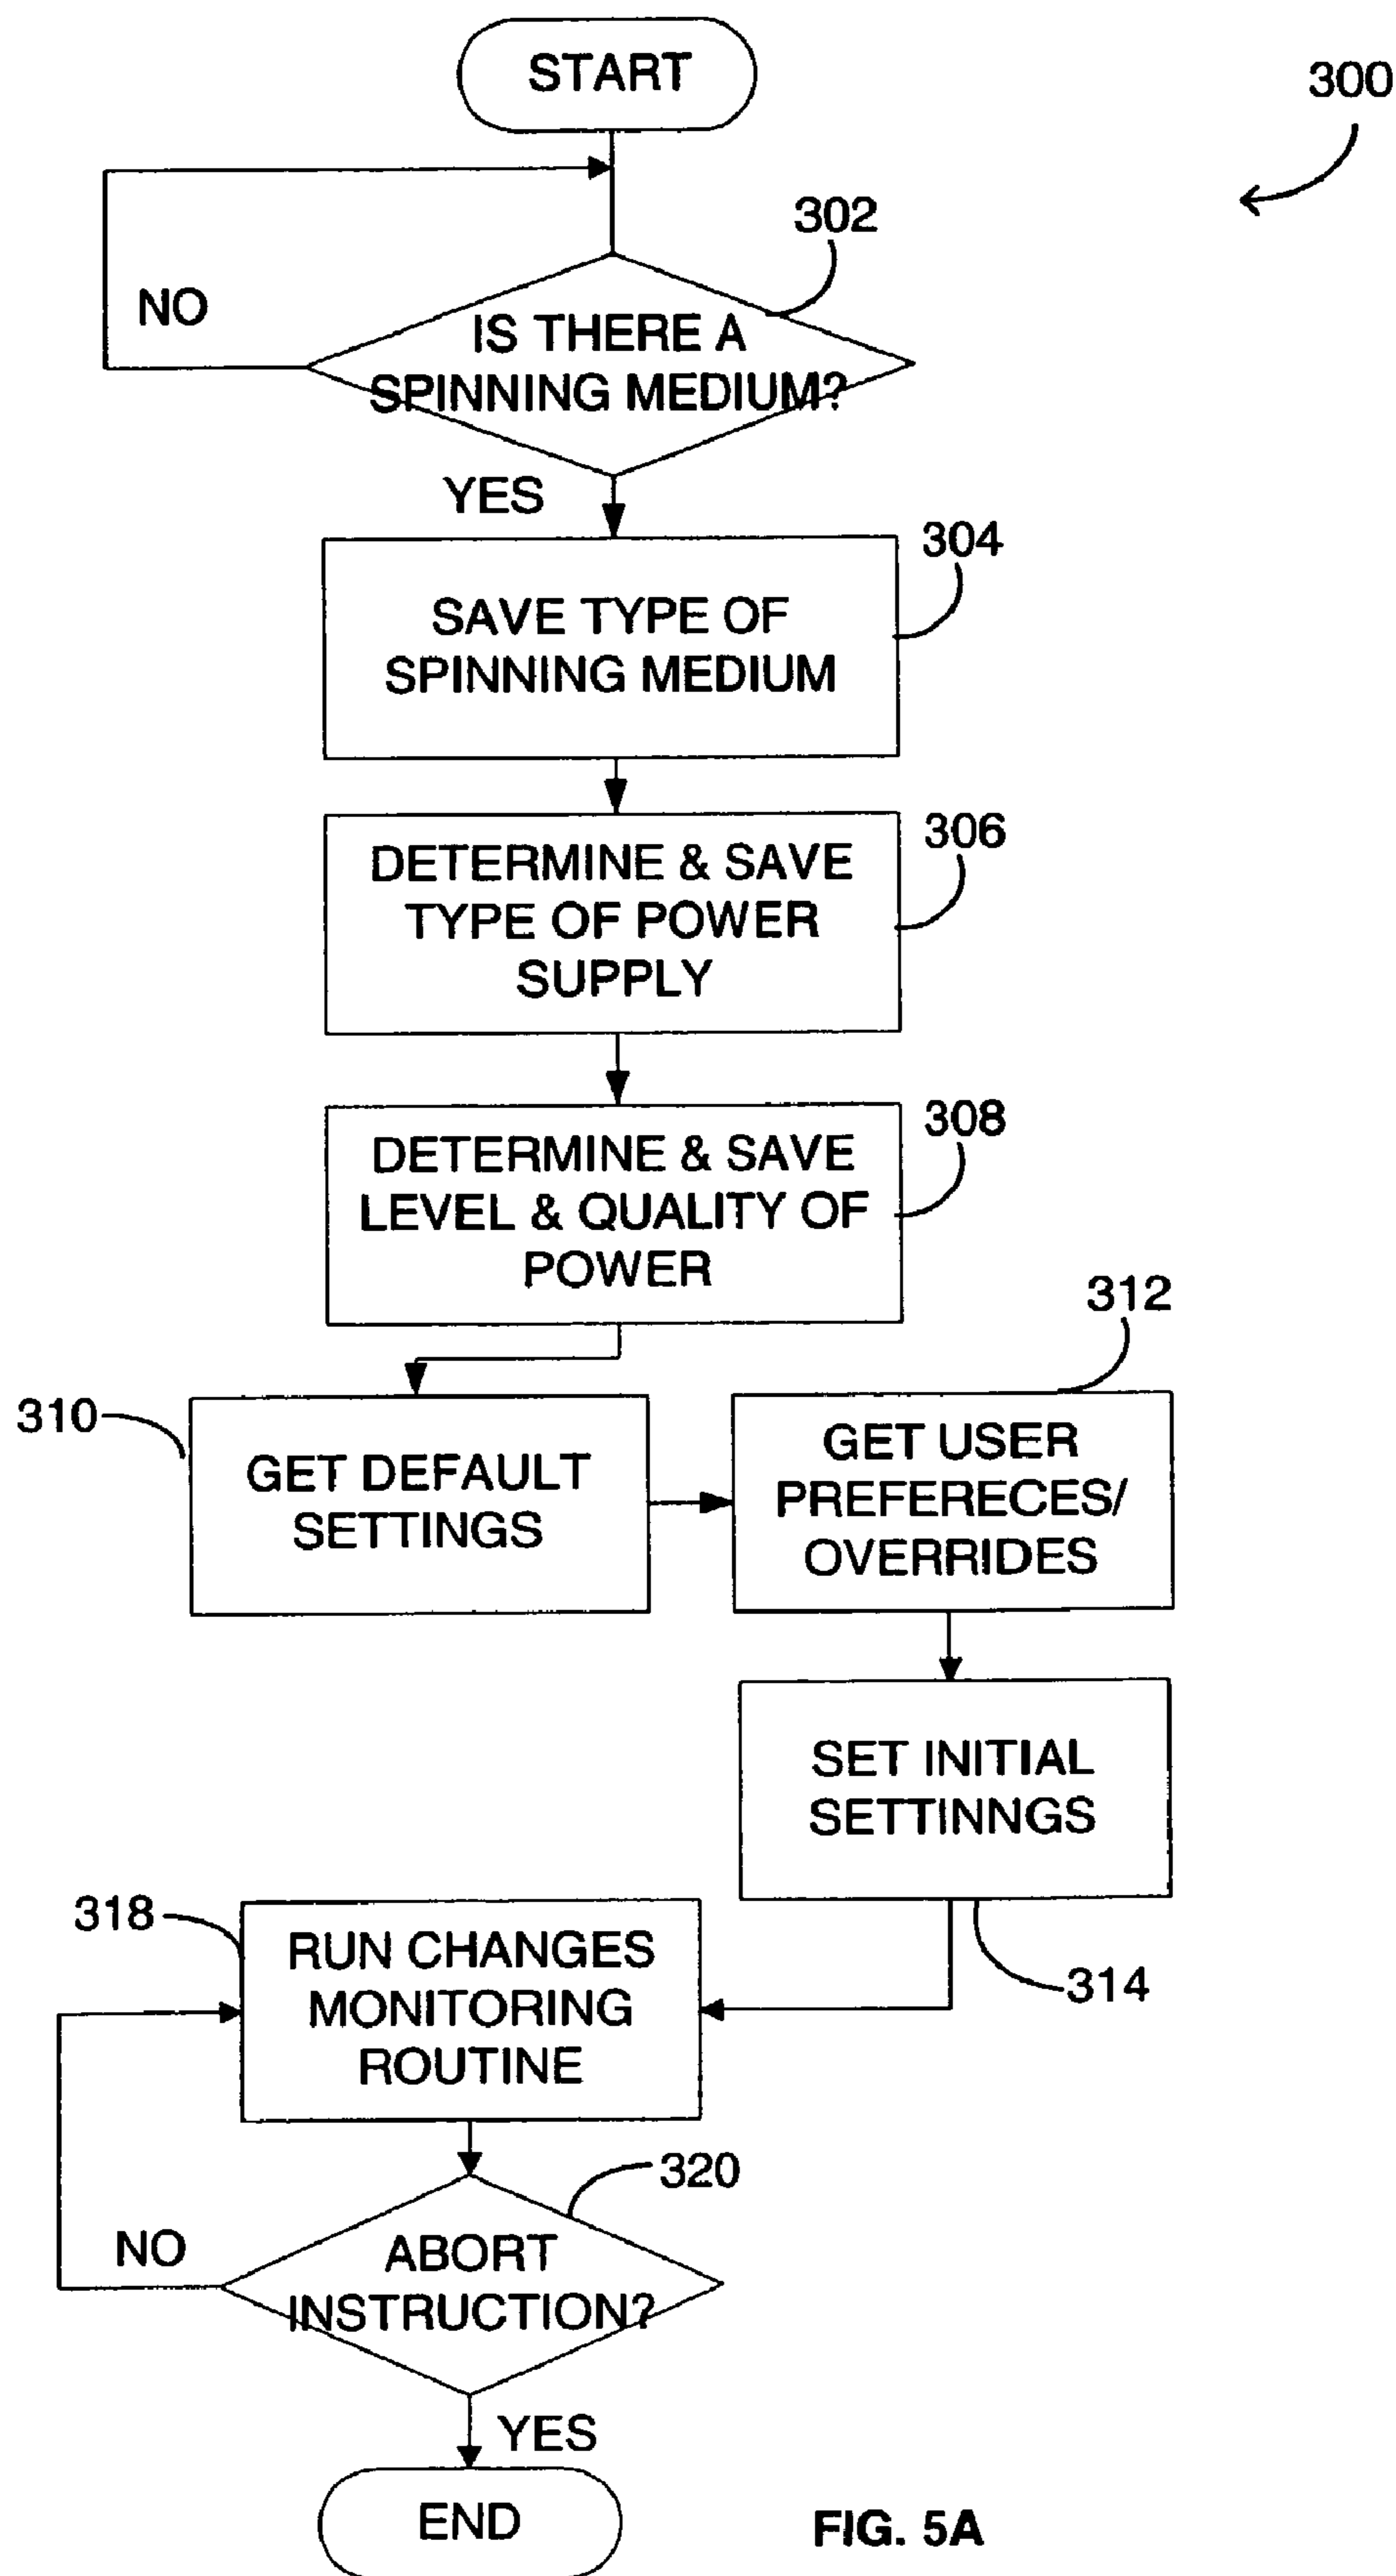 START
300
302
NO
IS THERE A
SPINNING MEDIUM?
YES
304
SAVE TYPE OF
SPINNING MEDIUM
306
DETERMINE & SAVE
TYPE OF POWER
SUPPLY
308
DETERMINE & SAVE
LEVEL & QUALITY OF
POWER
312
310
GET DEFAULT
SETTINGS
GET USER
PREFERECES/
OVERRIDES
SET INITIAL
SETTINNGS
314
318
RUN CHANGES
MONITORING
ROUTINE
320
NO
ABORT
INSTRUCTION?
YES
END
FIG. 5A